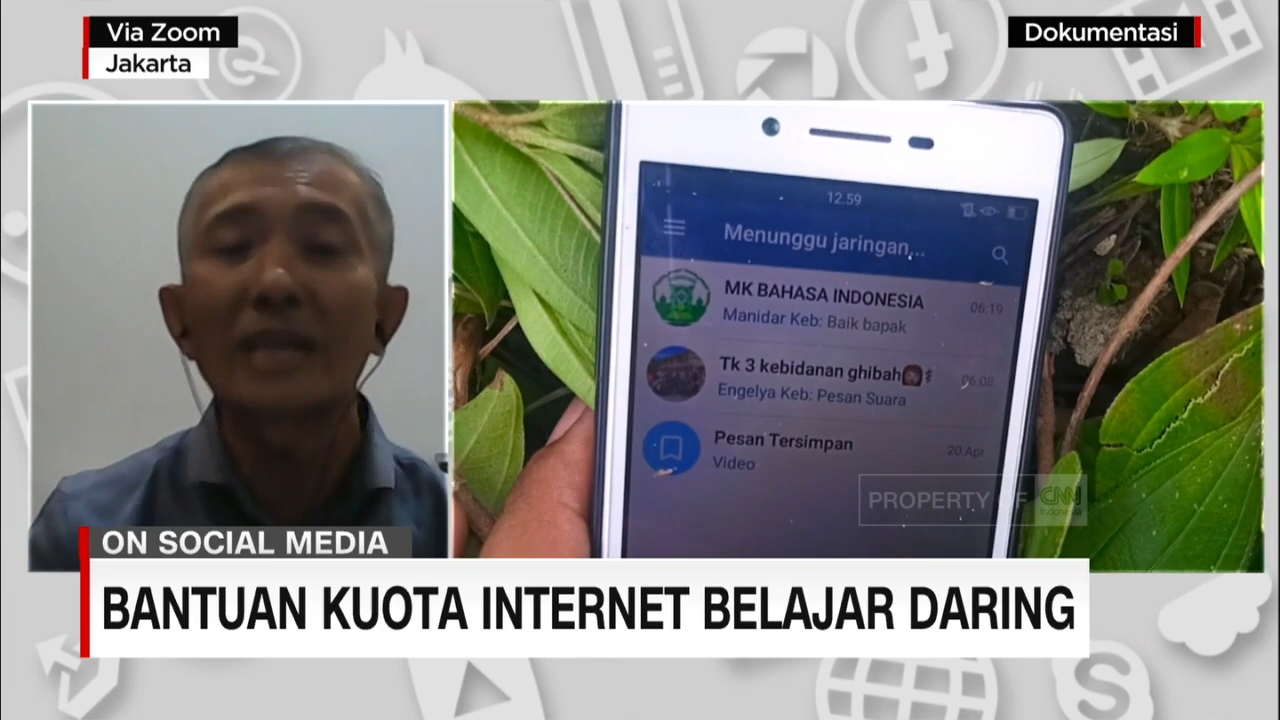 Via Zoom
Jakarta
Dokumentasi
12.59
Menunggu jaringan...
MK BAHASA INDONESIA
06:19
Manidar Keb: Baik bapak
Tk 3 kebidanan ghibah
06:08
Engelya Keb: Pesan Suara
Pesan Tersimpan
20 Apr
Video
PROPERTY OF CNN
Indonesia
ON SOCIAL MEDIA
BANTUAN KUOTA INTERNET BELAJAR DARING